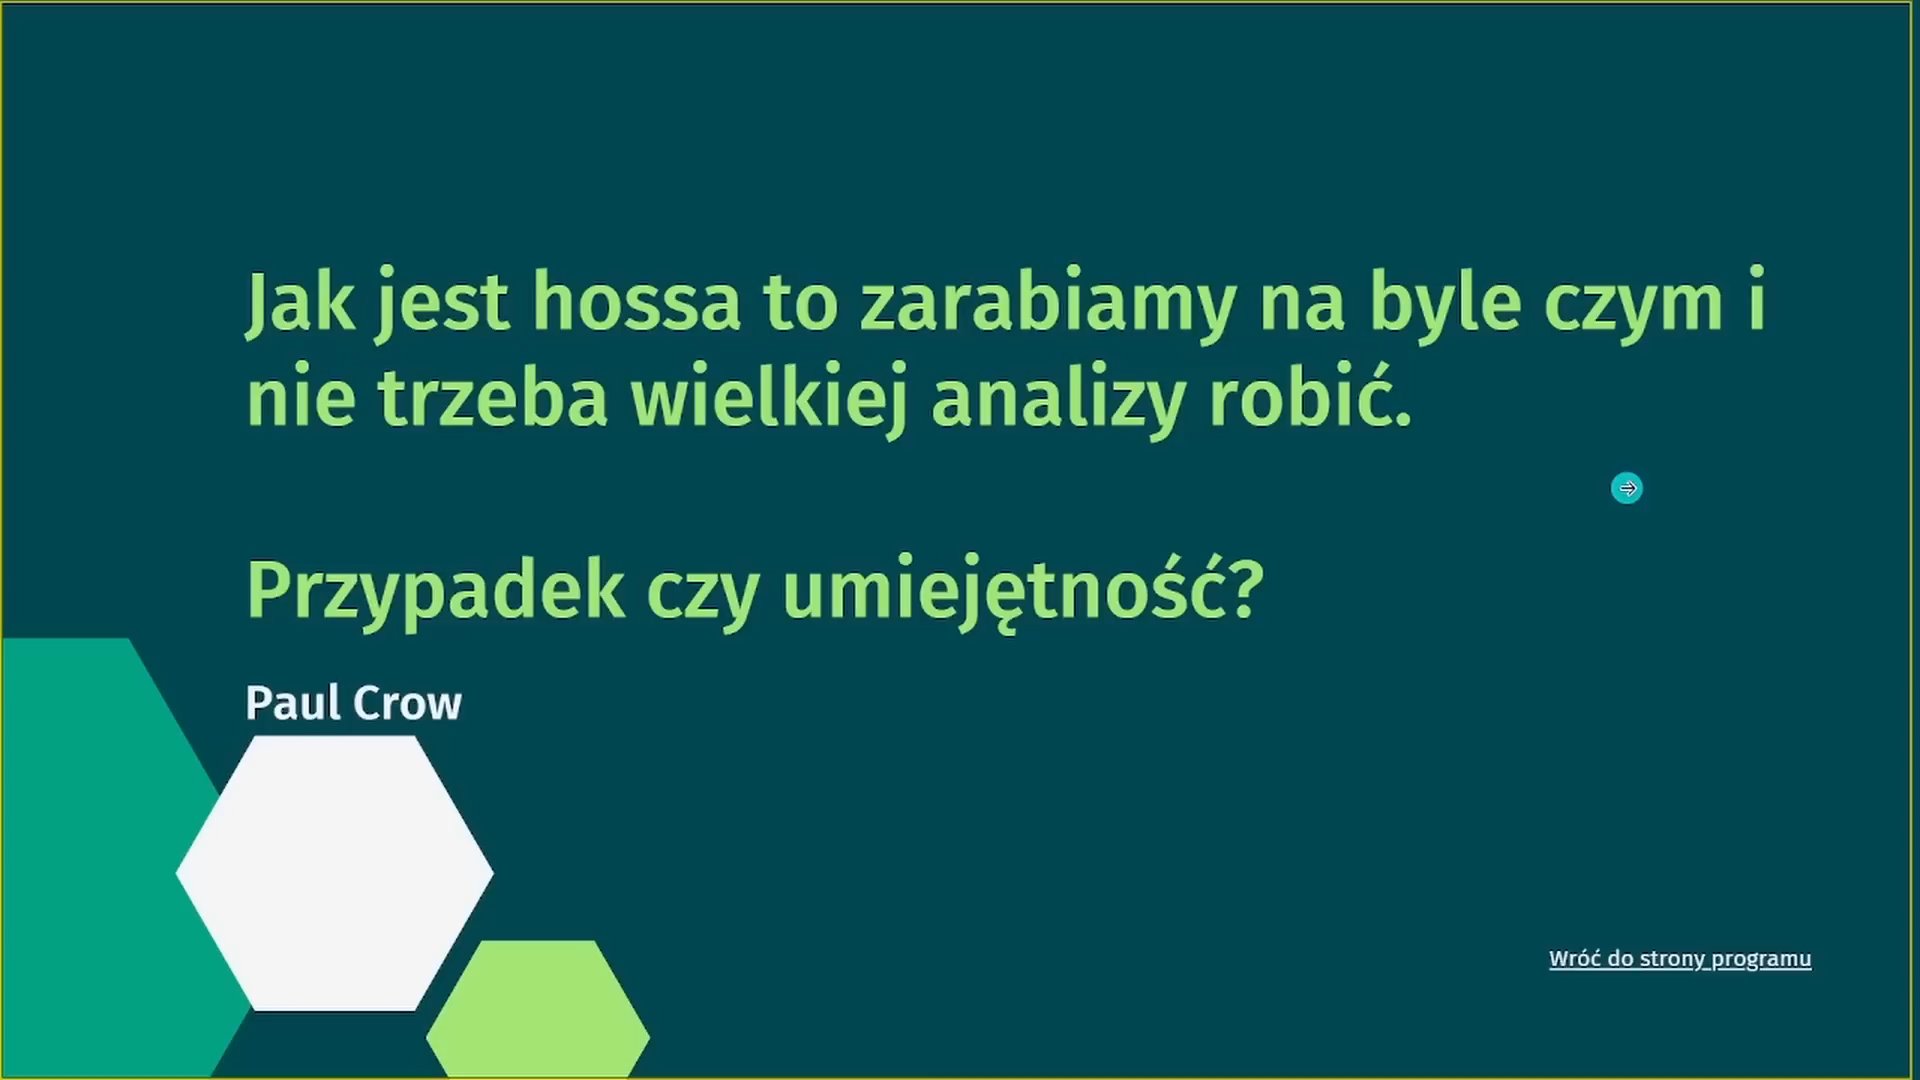 Jak jest hossa to zarabiamy na byle czym i
nie trzeba wielkiej analizy robić.
Przypadek czy umiejętność?
Paul Crow
Wróć do strony programu